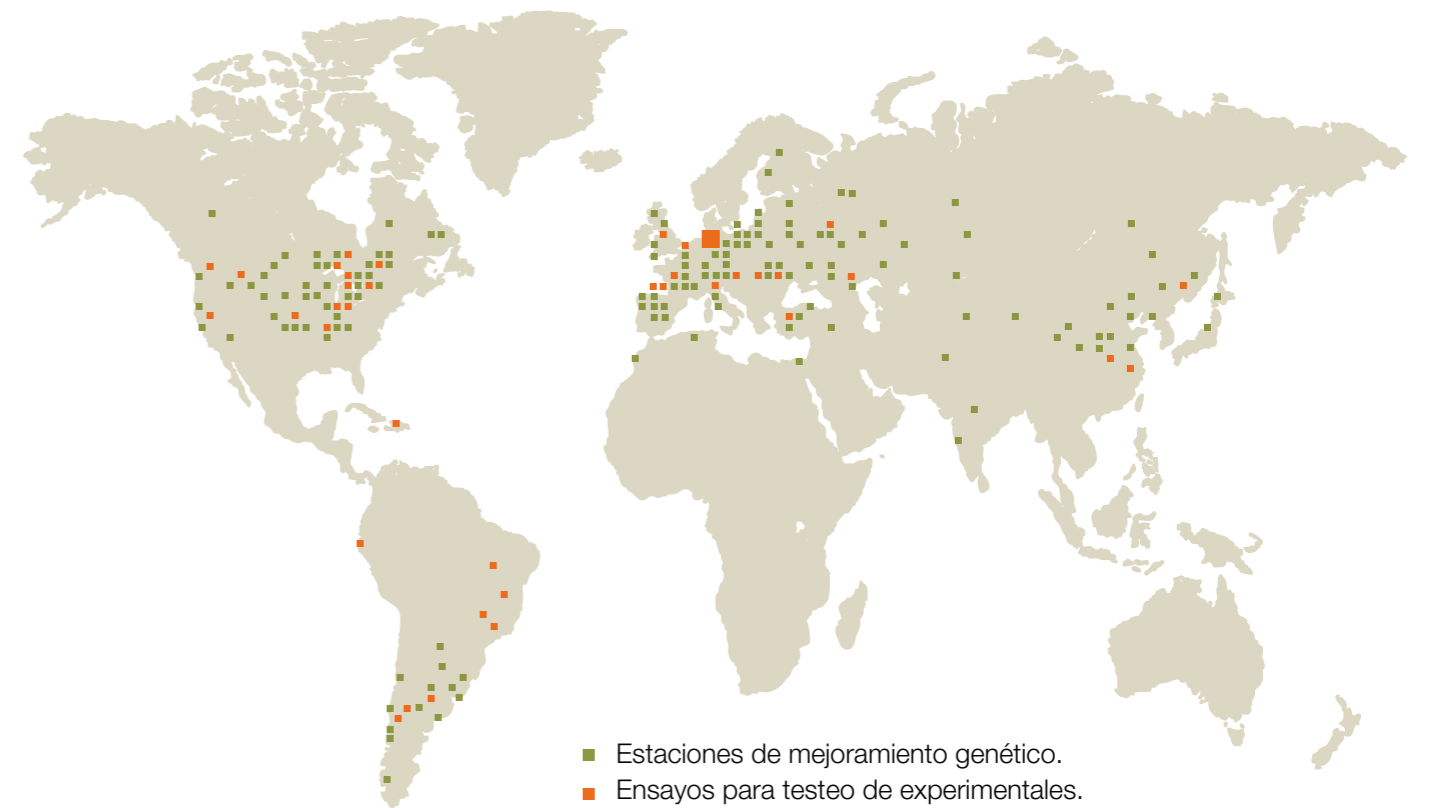 Estaciones de mejoramiento genético.
Ensayos para testeo de experimentales.